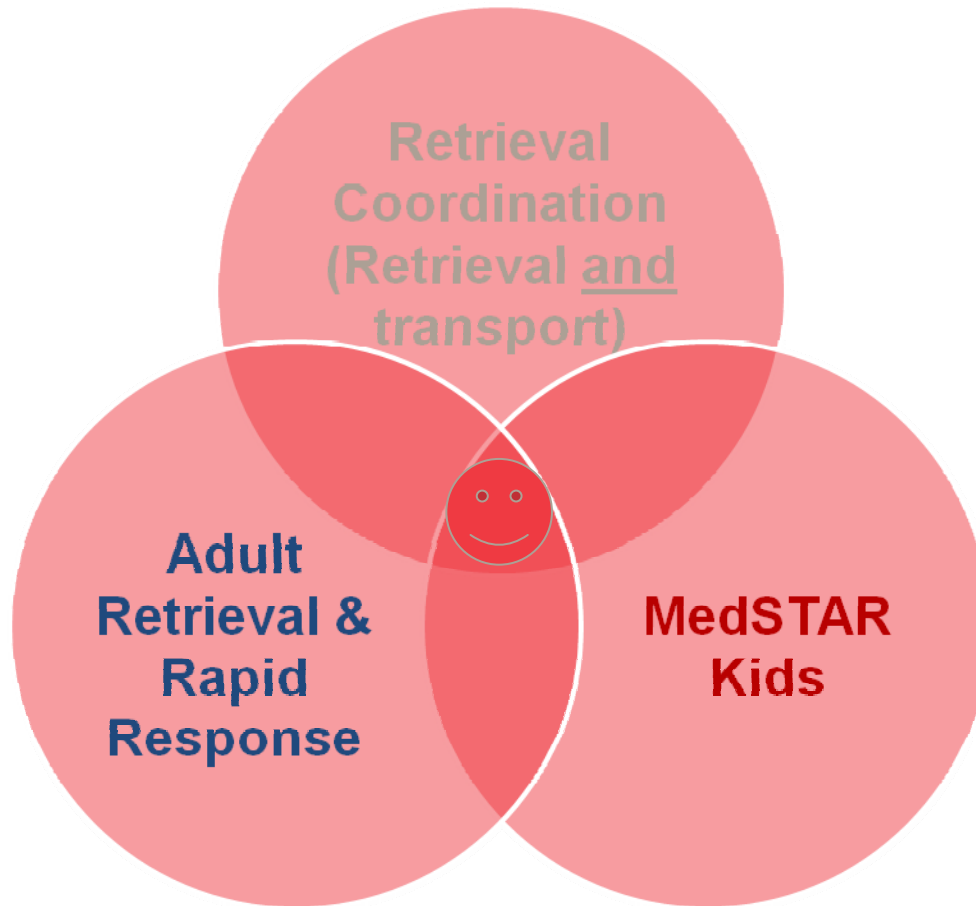 Retrieval
Coordination
(Retrieval and
transport)
Adult
Retrieval &
Rapid
Response
MedSTAR
Kids